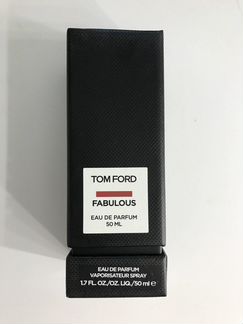 TOM FORD
FABULOUS
EAU DE PARFUM
50 ML
EAU DE PARFUM
VAPORISATEUR SPRAY
1.7 FL. OZ./OZ. LIQ./50 ml ℮